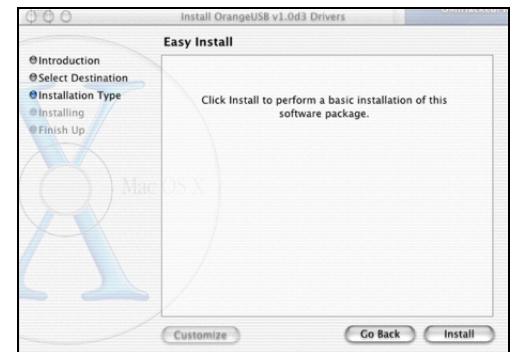 Install OrangeUSB v1.0d3 Drivers
Easy Install
Introduction
Select Destination
Installation Type
Installing
Finish Up
Click Install to perform a basic installation of this
software package.
Mac OS X
Customize
Go Back
Install